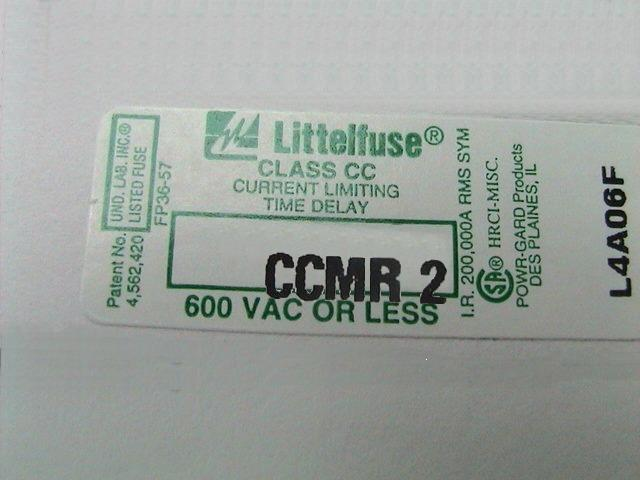 Littelfuse®
CLASS CC
CURRENT LIMITING
TIME DELAY
CCMR 2
600 VAC OR LESS
Patent No.
4,562,420
UND. LAB. INC.®
LISTED FUSE
FP36-57
I.R. 200,000A RMS SYM
SA® HRCI-MISC.
POWR-GARD Products
DES PLAINES, IL
L4A06F